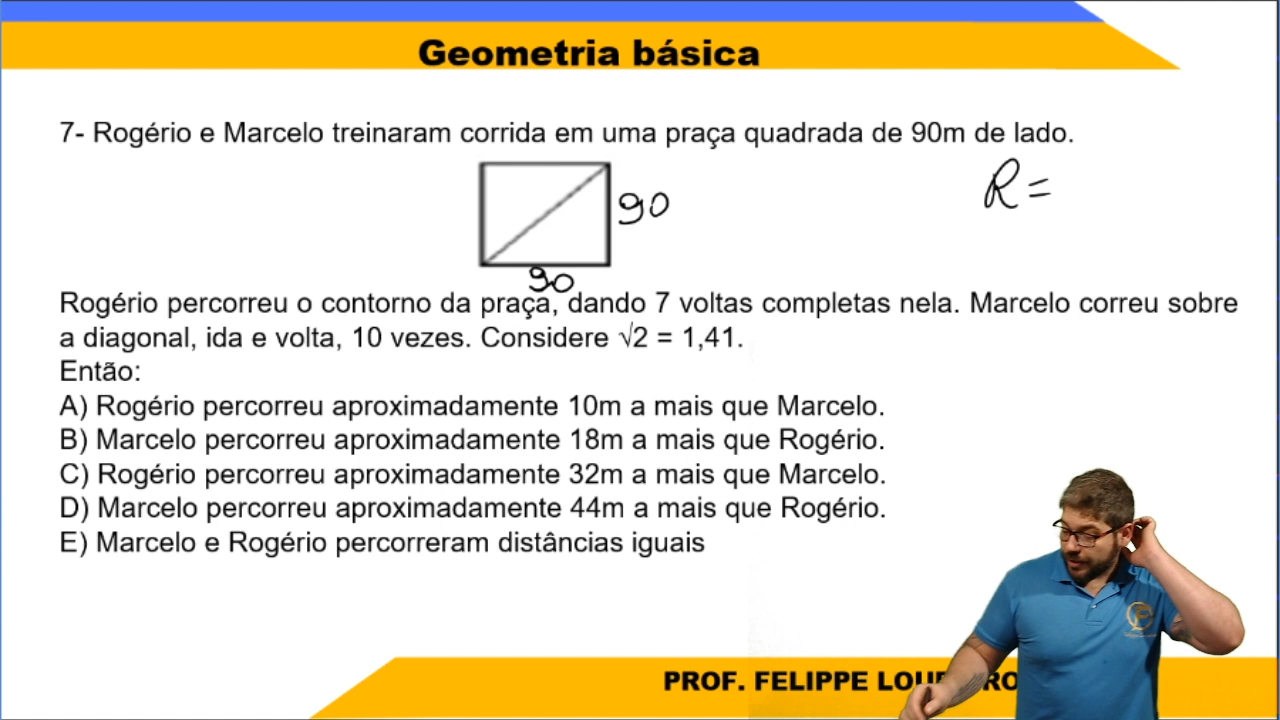 Geometria básica
7- Rogério e Marcelo treinaram corrida em uma praça quadrada de 90m de lado.
R =
90
90
Rogério percorreu o contorno da praça, dando 7 voltas completas nela. Marcelo correu sobre
a diagonal, ida e volta, 10 vezes. Considere √2 = 1,41.
Então:
A) Rogério percorreu aproximadamente 10m a mais que Marcelo.
B) Marcelo percorreu aproximadamente 18m a mais que Rogério.
C) Rogério percorreu aproximadamente 32m a mais que Marcelo.
D) Marcelo percorreu aproximadamente 44m a mais que Rogério.
E) Marcelo e Rogério percorreram distâncias iguais
PROF. FELIPPE